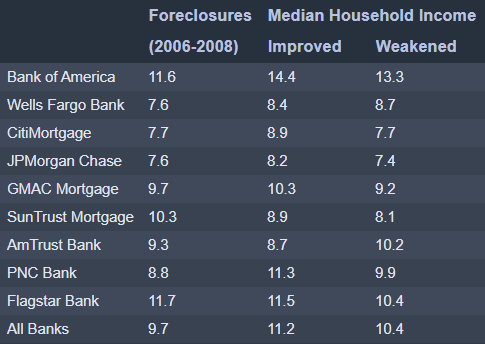 Foreclosures Median Household Income
(2006-2008) Improved Weakened
Bank of America 11.6 14.4 13.3
Wells Fargo Bank 7.6 8.4 8.7
CitiMortgage 7.7 8.9 7.7
JPMorgan Chase 7.6 8.2 7.4
GMAC Mortgage 9.7 10.3 9.2
SunTrust Mortgage 10.3 8.9 8.1
AmTrust Bank 9.3 8.7 10.2
PNC Bank 8.8 11.3 9.9
Flagstar Bank 11.7 11.5 10.4
All Banks 9.7 11.2 10.4